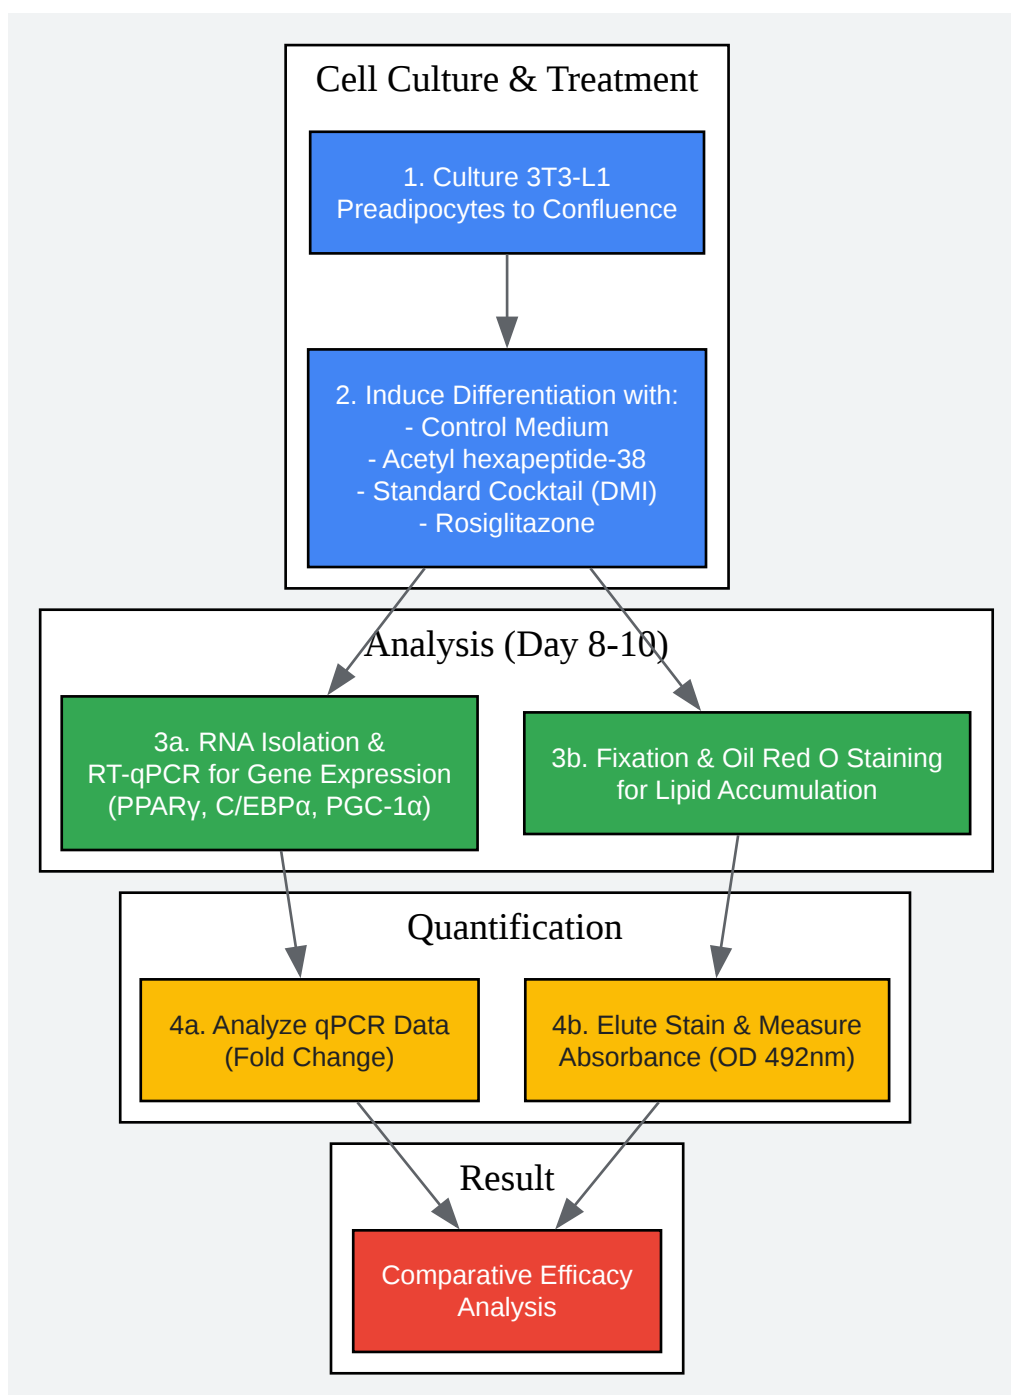 Cell Culture & Treatment
1. Culture 3T3-L1
Preadipocytes to Confluence
2. Induce Differentiation with:
- Control Medium
- Acetyl hexapeptide-38
- Standard Cocktail (DMI)
- Rosiglitazone
Analysis (Day 8-10)
3a. RNA Isolation &
RT-qPCR for Gene Expression
(PPARγ, C/EBPα, PGC-1α)
3b. Fixation & Oil Red O Staining
for Lipid Accumulation
Quantification
4a. Analyze qPCR Data
(Fold Change)
4b. Elute Stain & Measure
Absorbance (OD 492nm)
Result
Comparative Efficacy
Analysis